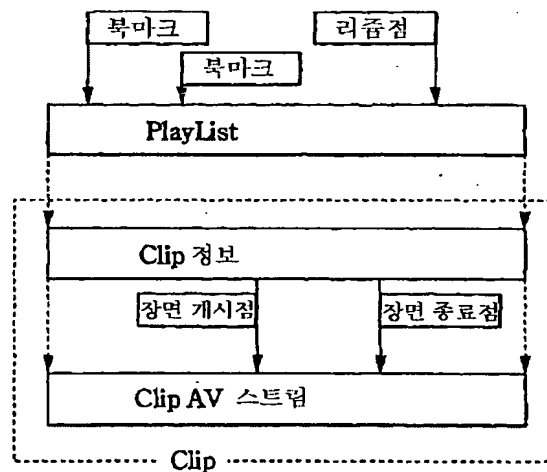 북마크
리쥼점
북마크
PlayList
Clip 정보
장면 개시점
장면 종료점
Clip AV 스트림
Clip